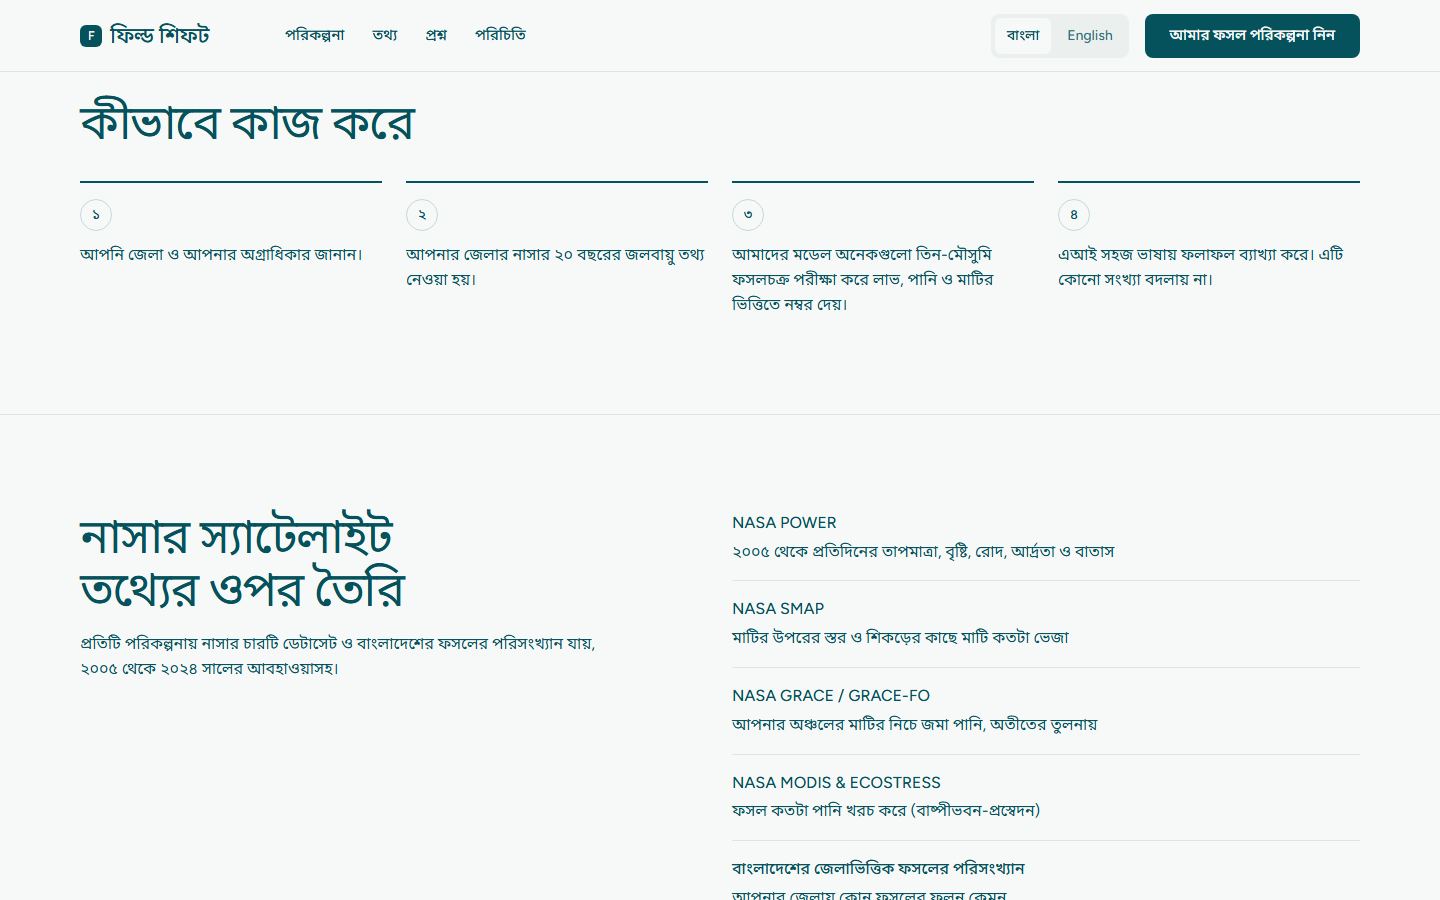 F ফিল্ড শিফট
পরিকল্পনা
তথ্য
প্রশ্ন
পরিচিতি
বাংলা
English
আমার ফসল পরিকল্পনা নিন
কীভাবে কাজ করে
১
আপনি জেলা ও আপনার অগ্রাধিকার জানান।
২
আপনার জেলার নাসার ২০ বছরের জলবায়ু তথ্য
নেওয়া হয়।
৩
আমাদের মডেল অনেকগুলো তিন-মৌসুমি
ফসলচক্র পরীক্ষা করে লাভ, পানি ও মাটির
ভিত্তিতে নম্বর দেয়।
৪
এআই সহজ ভাষায় ফলাফল ব্যাখ্যা করে। এটি
কোনো সংখ্যা বদলায় না।
নাসার স্যাটেলাইট
তথ্যের ওপর তৈরি
প্রতিটি পরিকল্পনায় নাসার চারটি ডেটাসেট ও বাংলাদেশের ফসলের পরিসংখ্যান যায়,
২০০৫ থেকে ২০২৪ সালের আবহাওয়াসহ।
NASA POWER
২০০৫ থেকে প্রতিদিনের তাপমাত্রা, বৃষ্টি, রোদ, আর্দ্রতা ও বাতাস
NASA SMAP
মাটির উপরের স্তর ও শিকড়ের কাছে মাটি কতটা ভেজা
NASA GRACE / GRACE-FO
আপনার অঞ্চলের মাটির নিচে জমা পানি, অতীতের তুলনায়
NASA MODIS & ECOSTRESS
ফসল কতটা পানি খরচ করে (বাষ্পীভবন-প্রস্বেদন)
বাংলাদেশের জেলাভিত্তিক ফসলের পরিসংখ্যান
আপনার জেলায় কোন ফসলের ফলন কেমন